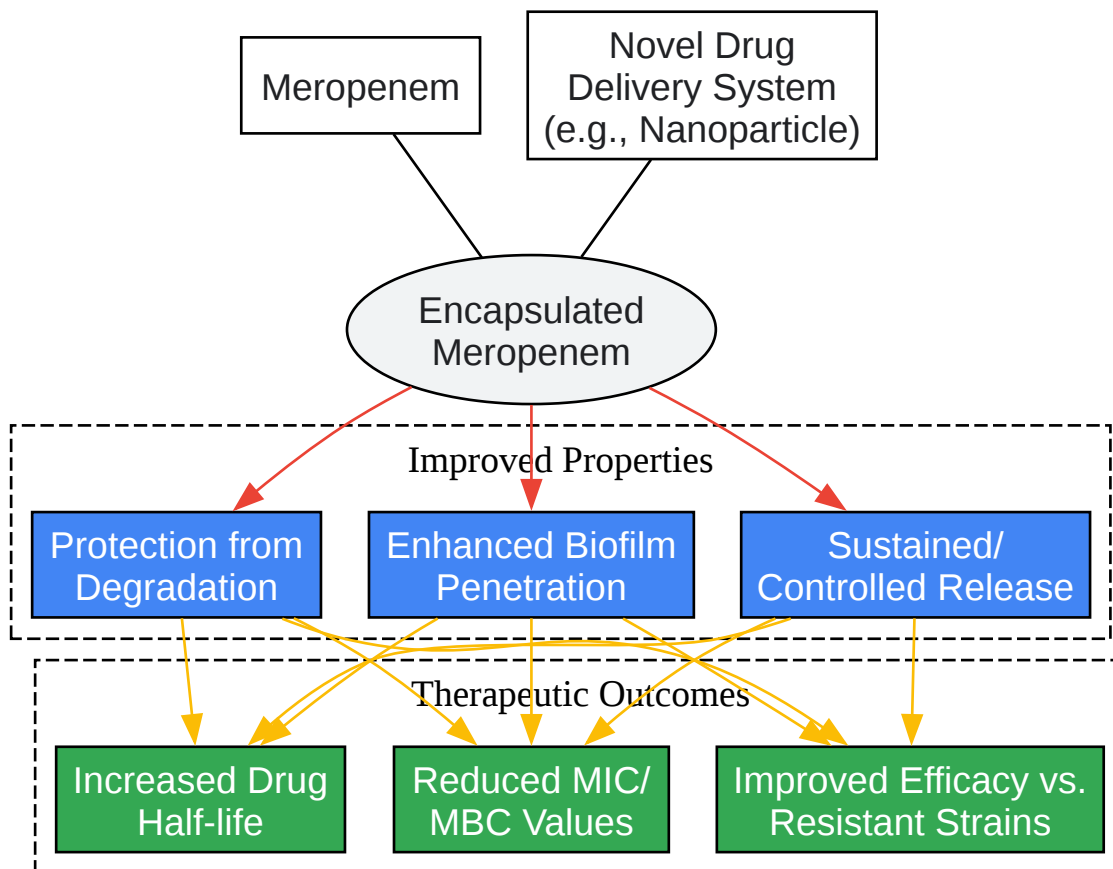 Meropenem
Novel Drug
Delivery System
(e.g., Nanoparticle)
Encapsulated
Meropenem
Improved Properties
Protection from
Degradation
Enhanced Biofilm
Penetration
Sustained/
Controlled Release
Therapeutic Outcomes
Increased Drug
Half-life
Reduced MIC/
MBC Values
Improved Efficacy vs.
Resistant Strains